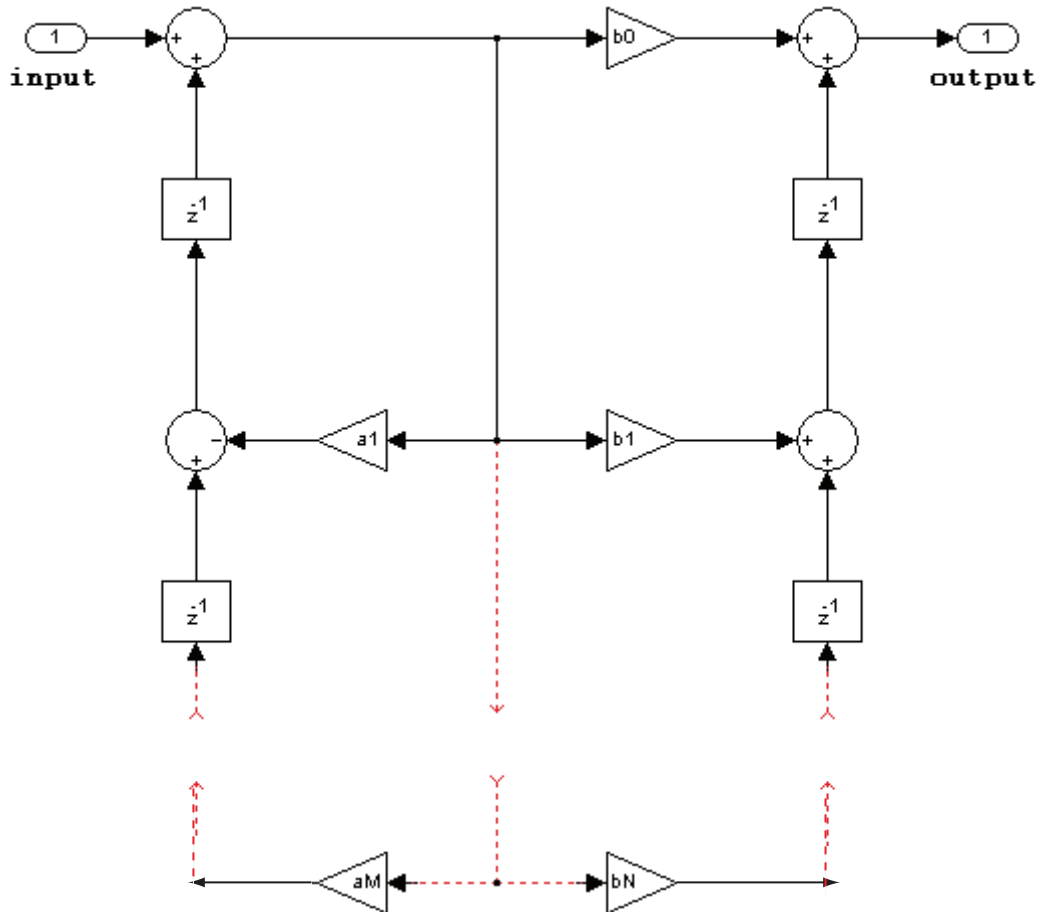 1
+
+
b0
+
+
1
input
output
z-1
z-1
a1
-
+
b1
+
+
z-1
z-1
aM
bN